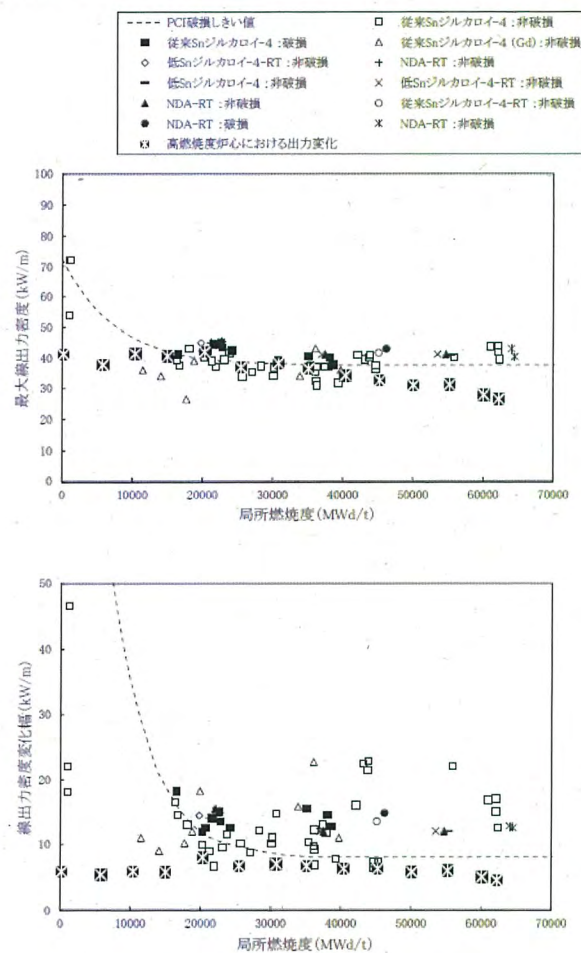 PCI破損しきい値
従来Snジルカロイ-4:破損
低Snジルカロイ-4-RT:非破損
低Snジルカロイ-4:非破損
NDA-RT:非破損
NDA-RT:破損
高燃焼度炉心における出力変化
従来Snジルカロイ-4:非破損
従来Snジルカロイ-4(Gd):非破損
NDA-RT:非破損
低Snジルカロイ-4-RT:非破損
従来Snジルカロイ-4-RT:非破損
NDA-RT:非破損
最大線出力密度(kW/m)
100
90
80
70
60
50
40
30
20
10
0
0 10000 20000 30000 40000 50000 60000 70000
局所燃焼度(MWd/t)
線出力密度変化幅(kW/m)
50
40
30
20
10
0
0 10000 20000 30000 40000 50000 60000 70000
局所燃焼度(MWd/t)